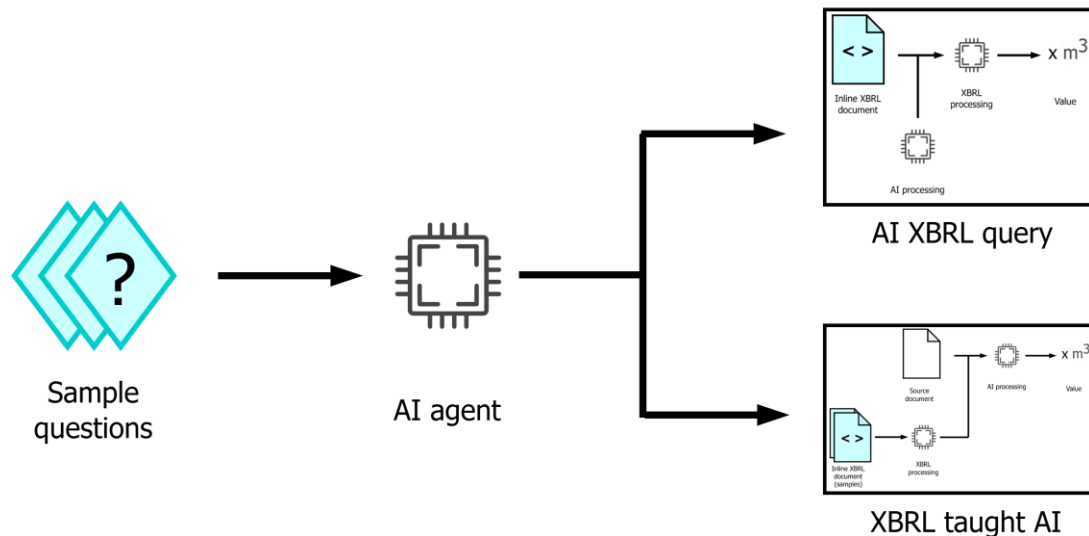 ?
Sample
questions
AI agent
< >
Inline XBRL
document
XBRL
processing
x m³
Value
AI processing
AI XBRL query
Source
document
AI processing
x m³
Value
< >
Inline XBRL
document
(samples)
XBRL
processing
XBRL taught AI